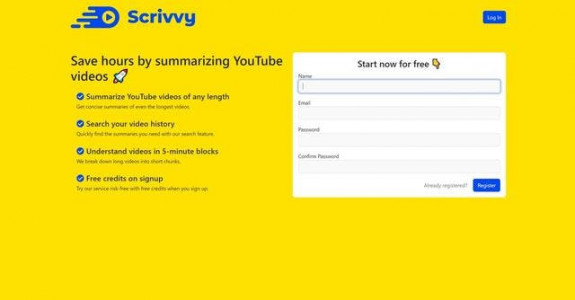 Scrivvy
Log In
Save hours by summarizing YouTube
videos 🚀
Summarize YouTube videos of any length
Get concise summaries of even the longest videos
Search your video history
Quickly find the summaries you need with our search feature.
Understand videos in 5-minute blocks
We break down long videos into short chunks.
Free credits on signup
Try our service risk-free with free credits when you sign up.
Start now for free 👇
Name
Email
Password
Confirm Password
Already registered?
Register